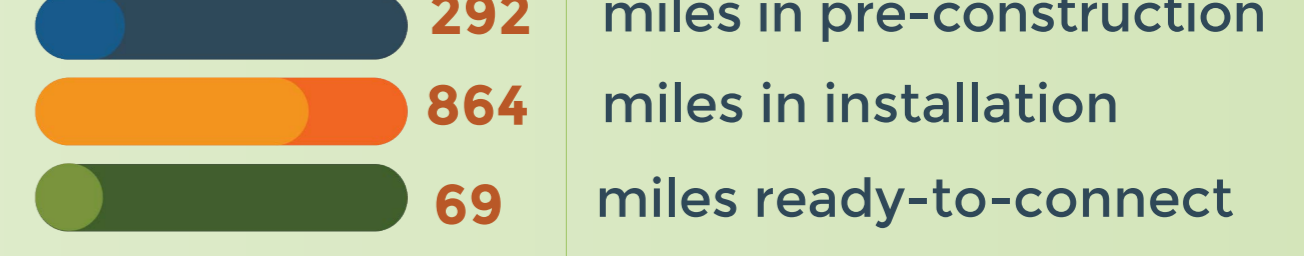 292 miles in pre-construction
864 miles in installation
69 miles ready-to-connect